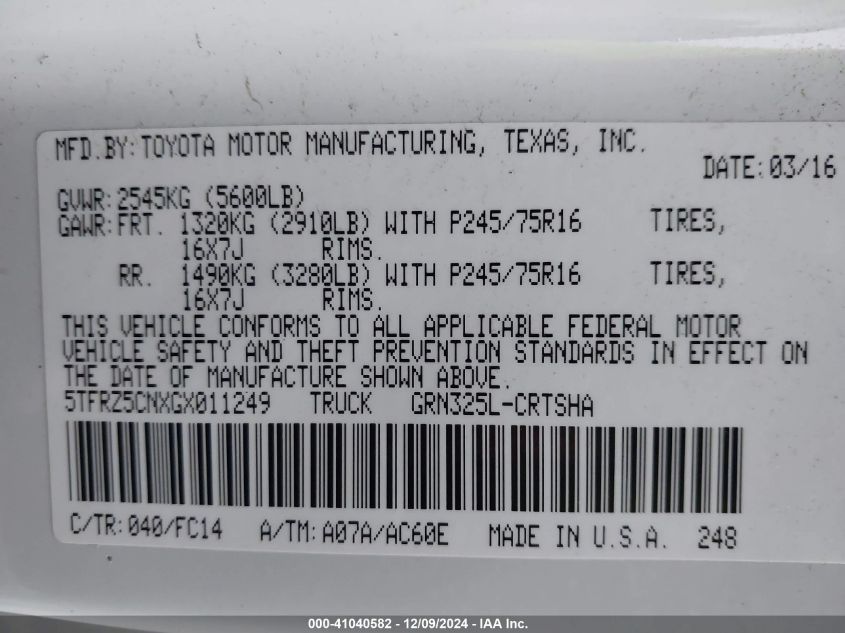 MFD.BY:TOYOTA MOTOR MANUFACTURING, TEXAS, INC.
DATE:03/16
GVWR:2545KG (5600LB)
GAWR:FRT. 1320KG (2910LB) WITH P245/75R16 TIRES,
16X7J RIMS.
RR. 1490KG (3280LB) WITH P245/75R16 TIRES,
16X7J RIMS.
THIS VEHICLE CONFORMS TO ALL APPLICABLE FEDERAL MOTOR
VEHICLE SAFETY AND THEFT PREVENTION STANDARDS IN EFFECT ON
THE DATE OF MANUFACTURE SHOWN ABOVE.
5TFRZ5CNXGX011249 TRUCK GRN325L-CRTSHA
C/TR:040/FC14 A/TM:A07A/AC60E MADE IN U.S.A. 248
000-41040582 - 12/09/2024 - IAA Inc.